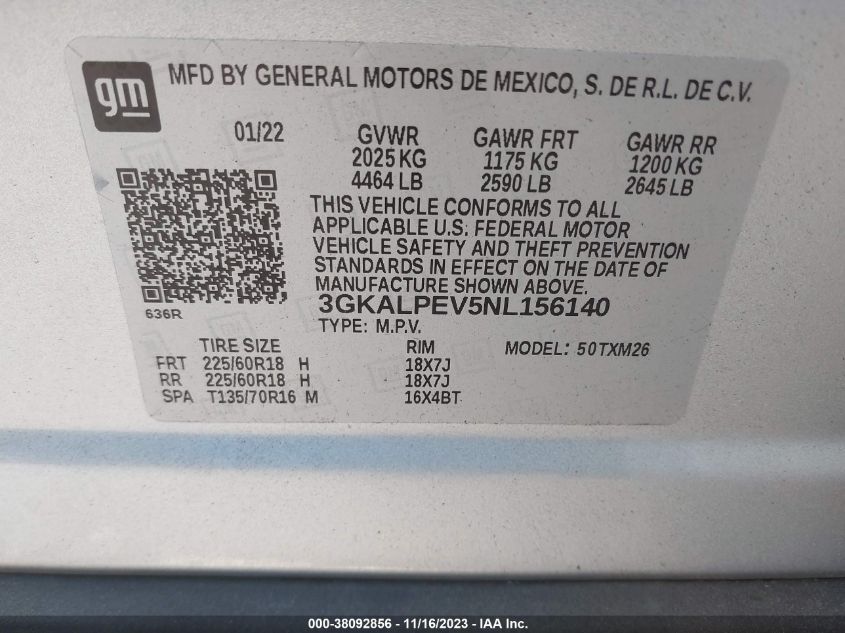 gm
MFD BY GENERAL MOTORS DE MEXICO, S. DE R.L. DE C.V.
01/22 GVWR GAWR FRT GAWR RR
2025 KG 1175 KG 1200 KG
4464 LB 2590 LB 2645 LB
THIS VEHICLE CONFORMS TO ALL
APPLICABLE U.S. FEDERAL MOTOR
VEHICLE SAFETY AND THEFT PREVENTION
STANDARDS IN EFFECT ON THE DATE OF
MANUFACTURE SHOWN ABOVE.
636R
3GKALPEV5NL156140
TYPE: M.P.V.
TIRE SIZE RIM MODEL: 50TXM26
FRT 225/60R18 H 18X7J
RR 225/60R18 H 18X7J
SPA T135/70R16 M 16X4BT
000-38092856 - 11/16/2023 - IAA Inc.